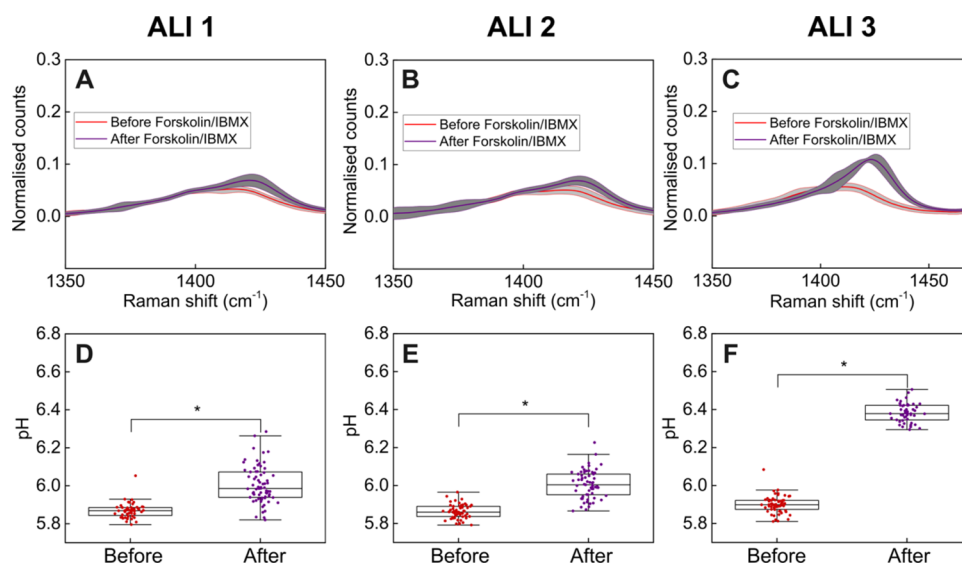 ALI 1
ALI 2
ALI 3
A
0.3
0.2
0.1
0.0
Normalised counts
Before Forskolin/IBMX
After Forskolin/IBMX
1350
1400
1450
Raman shift (cm⁻¹)
B
0.3
0.2
0.1
0.0
Normalised counts
Before Forskolin/IBMX
After Forskolin/IBMX
1350
1400
1450
Raman shift (cm⁻¹)
C
0.3
0.2
0.1
0.0
Normalised counts
Before Forskolin/IBMX
After Forskolin/IBMX
1350
1400
1450
Raman shift (cm⁻¹)
D
6.8
6.6
6.4
6.2
6.0
5.8
pH
*
Before
After
E
6.8
6.6
6.4
6.2
6.0
5.8
pH
*
Before
After
F
6.8
6.6
6.4
6.2
6.0
5.8
pH
*
Before
After